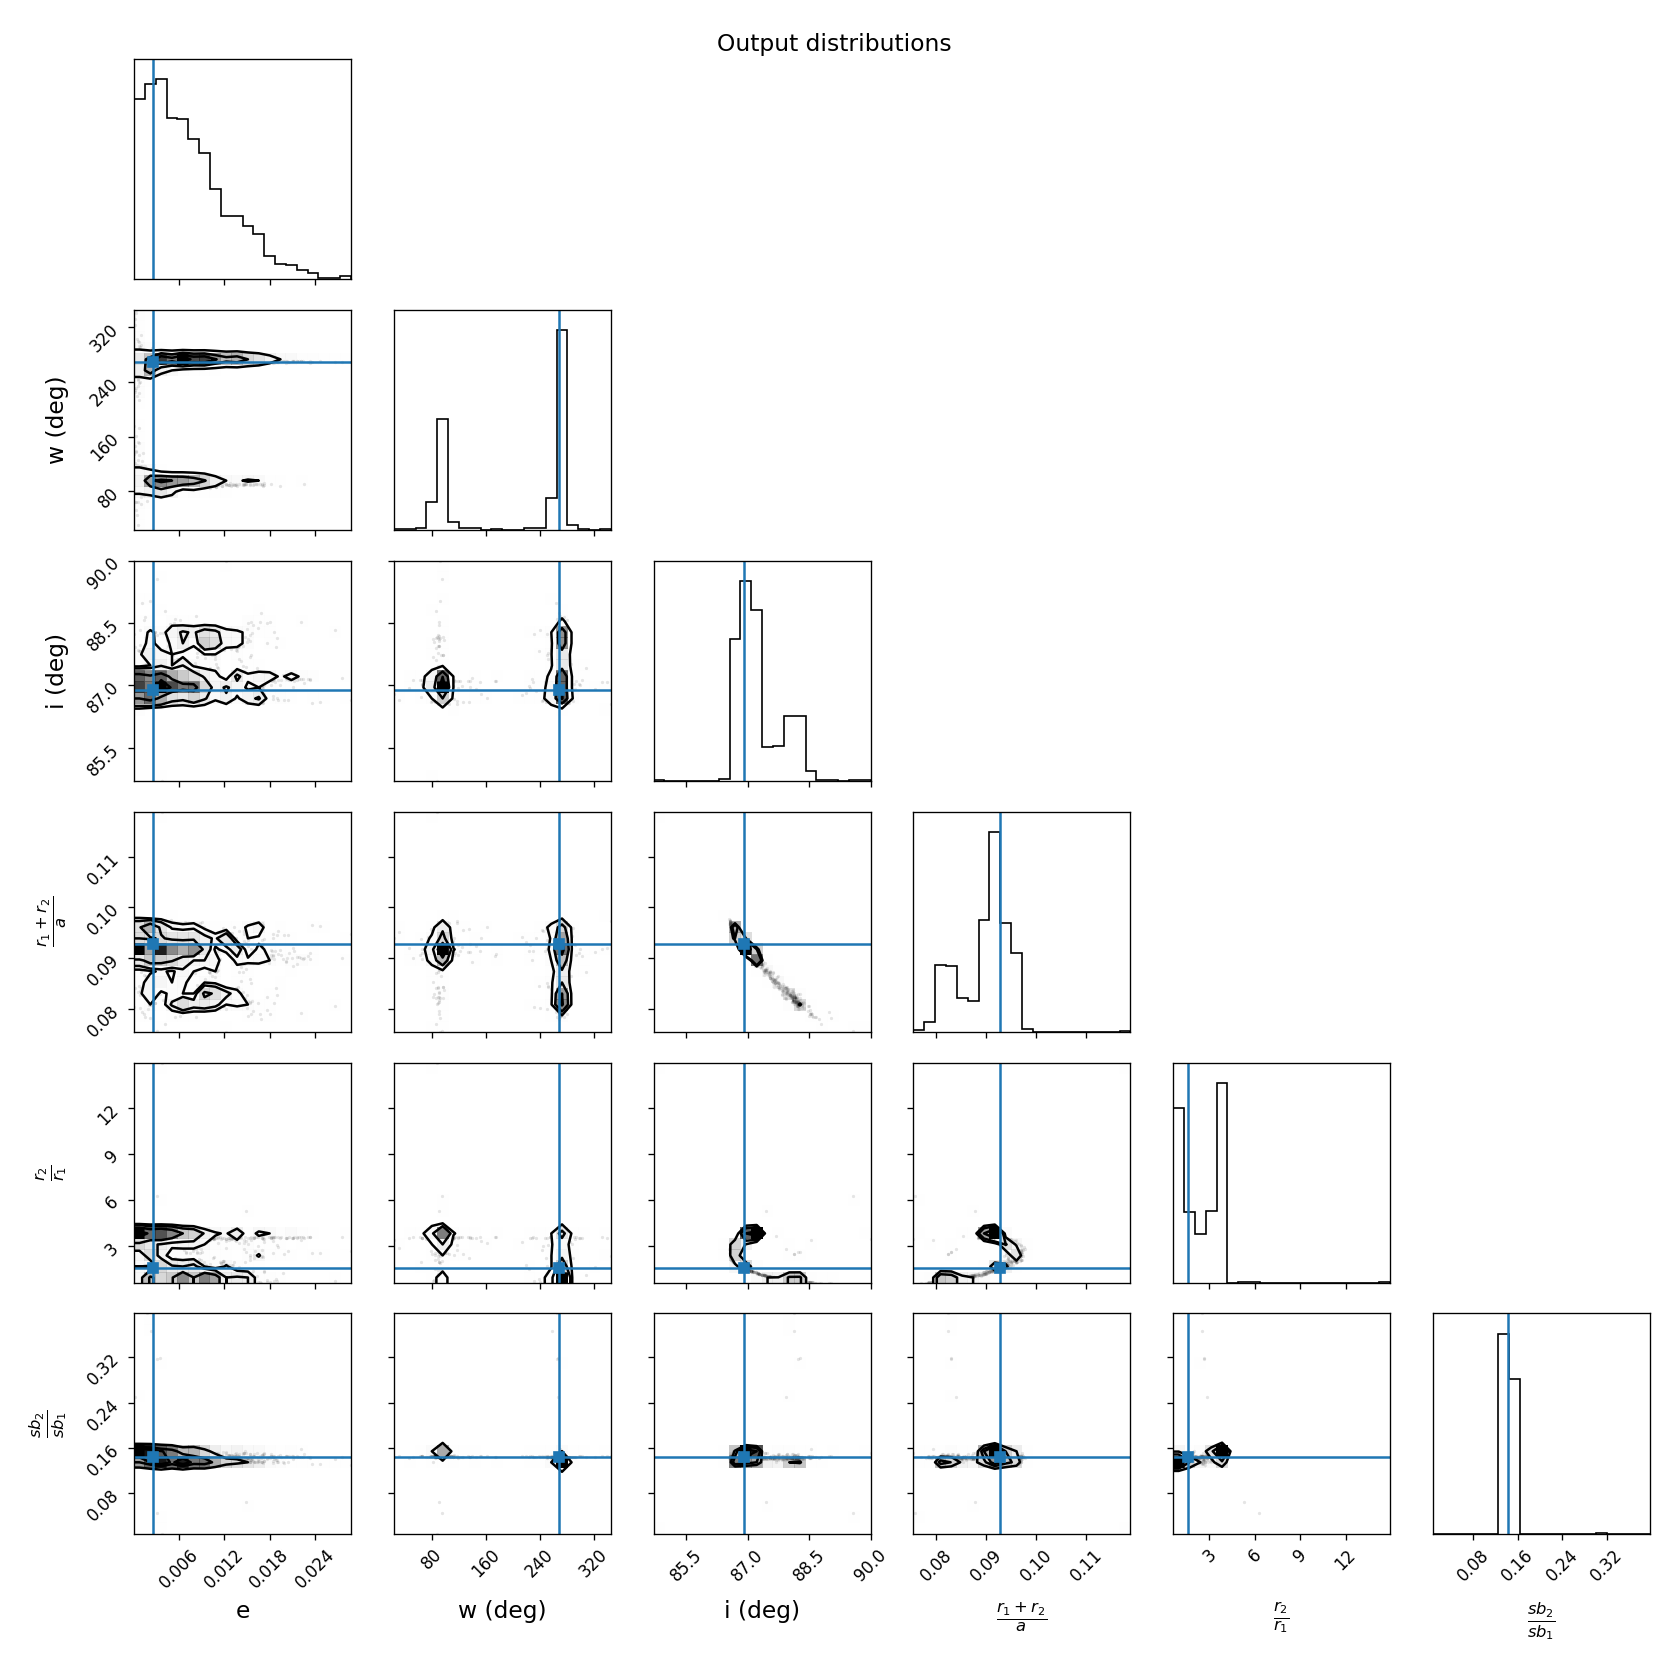 Output distributions
w (deg)
320
240
160
80
i (deg)
90.0
88.5
87.0
85.5
r₁ + r₂
a
0.11
0.10
0.09
0.08
r₂
r₁
12
9
6
3
sb₂
sb₁
0.32
0.24
0.16
0.08
0.006 0.012 0.018 0.024
80 160 240 320
85.5 87.0 88.5 90.0
0.08 0.09 0.10 0.11
3 6 9 12
0.08 0.16 0.24 0.32
e
w (deg)
i (deg)
r₁ + r₂
a
r₂
r₁
sb₂
sb₁